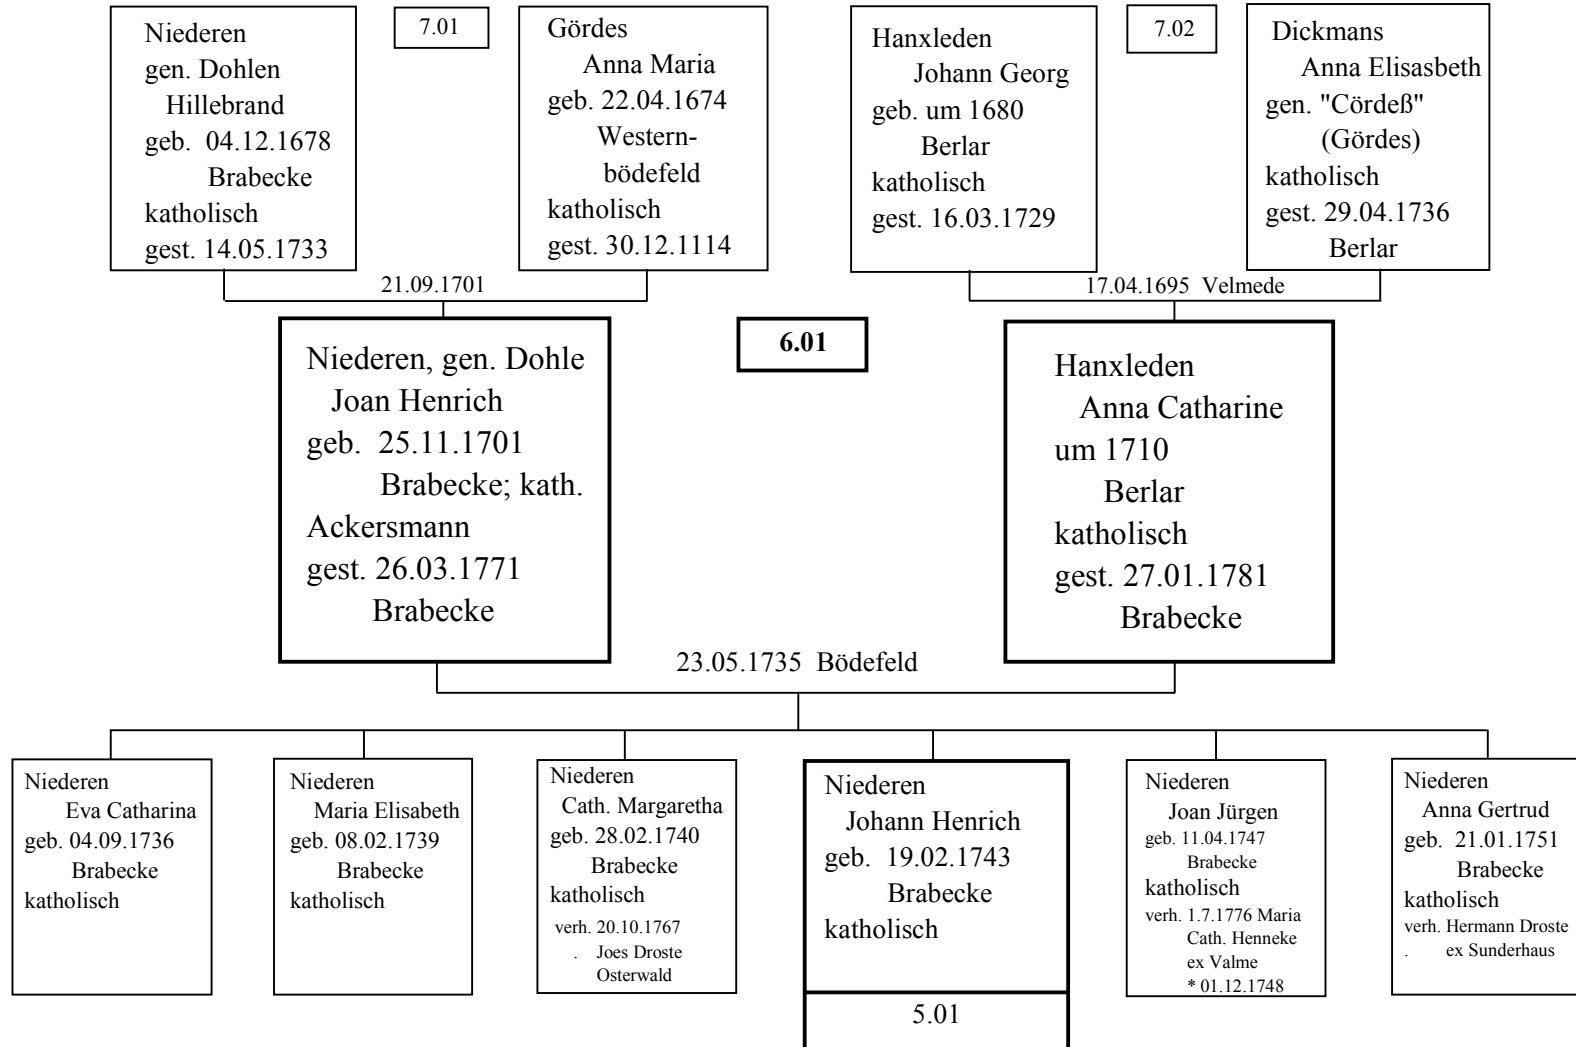 Niederen
gen. Dohlen
Hillebrand
geb. 04.12.1678
Brabecke
katholisch
gest. 14.05.1733
7.01
Gördes
Anna Maria
geb. 22.04.1674
Western-
bödefeld
katholisch
gest. 30.12.1114
Hanxleden
Johann Georg
geb. um 1680
Berlar
katholisch
gest. 16.03.1729
7.02
Dickmans
Anna Elisasbeth
gen. "Cördeß"
(Gördes)
katholisch
gest. 29.04.1736
Berlar
21.09.1701
17.04.1695 Velmede
Niederen, gen. Dohle
Joan Henrich
geb. 25.11.1701
Brabecke; kath.
Ackersmann
gest. 26.03.1771
Brabecke
6.01
Hanxleden
Anna Catharine
um 1710
Berlar
katholisch
gest. 27.01.1781
Brabecke
23.05.1735 Bödefeld
Niederen
Eva Catharina
geb. 04.09.1736
Brabecke
katholisch
Niederen
Maria Elisabeth
geb. 08.02.1739
Brabecke
katholisch
Niederen
Cath. Margaretha
geb. 28.02.1740
Brabecke
katholisch
verh. 20.10.1767
. Joes Droste
Osterwald
Niederen
Johann Henrich
geb. 19.02.1743
Brabecke
katholisch
5.01
Niederen
Joan Jürgen
geb. 11.04.1747
Brabecke
katholisch
verh. 1.7.1776 Maria
Cath. Henneke
ex Valme
* 01.12.1748
Niederen
Anna Gertrud
geb. 21.01.1751
Brabecke
katholisch
verh. Hermann Droste
. ex Sunderhaus